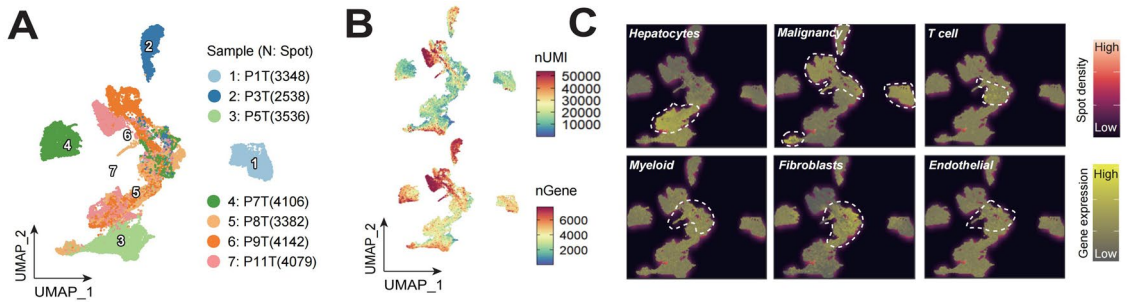 A
2
Sample (N: Spot)
1: P1T(3348)
2: P3T(2538)
3: P5T(3536)
4
6
7
1
5
3
4: P7T(4106)
5: P8T(3382)
6: P9T(4142)
7: P11T(4079)
UMAP_2
UMAP_1
B
nUMI
50000
40000
30000
20000
10000
nGene
6000
4000
2000
UMAP_2
UMAP_1
C
Hepatocytes
Malignancy
T cell
Myeloid
Fibroblasts
Endothelial
High
Spot density
Low
High
Gene expression
Low